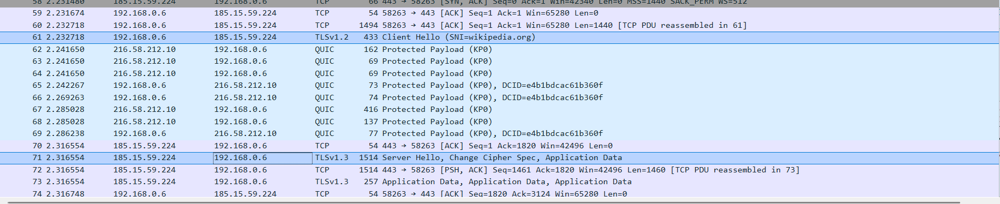 58 2.231480 185.15.59.224 192.168.0.6 TCP 66 443 → 58263 [SYN, ACK] Seq=0 Ack=1 Win=42340 Len=0 MSS=1440 SACK_PERM WS=512
59 2.231674 192.168.0.6 185.15.59.224 TCP 54 58263 → 443 [ACK] Seq=1 Ack=1 Win=65280 Len=0
60 2.232718 192.168.0.6 185.15.59.224 TCP 1494 58263 → 443 [ACK] Seq=1 Ack=1 Win=65280 Len=1440 [TCP PDU reassembled in 61]
61 2.232718 192.168.0.6 185.15.59.224 TLSv1.2 433 Client Hello (SNI=wikipedia.org)
62 2.241650 216.58.212.10 192.168.0.6 QUIC 162 Protected Payload (KP0)
63 2.241650 216.58.212.10 192.168.0.6 QUIC 69 Protected Payload (KP0)
64 2.241650 216.58.212.10 192.168.0.6 QUIC 69 Protected Payload (KP0)
65 2.242267 192.168.0.6 216.58.212.10 QUIC 73 Protected Payload (KP0), DCID=e4b1bdcac61b360f
66 2.269263 192.168.0.6 216.58.212.10 QUIC 74 Protected Payload (KP0), DCID=e4b1bdcac61b360f
67 2.285028 216.58.212.10 192.168.0.6 QUIC 416 Protected Payload (KP0)
68 2.285028 216.58.212.10 192.168.0.6 QUIC 137 Protected Payload (KP0)
69 2.286238 192.168.0.6 216.58.212.10 QUIC 77 Protected Payload (KP0), DCID=e4b1bdcac61b360f
70 2.316554 185.15.59.224 192.168.0.6 TCP 54 443 → 58263 [ACK] Seq=1 Ack=1820 Win=42496 Len=0
71 2.316554 185.15.59.224 192.168.0.6 TLSv1.3 1514 Server Hello, Change Cipher Spec, Application Data
72 2.316554 185.15.59.224 192.168.0.6 TCP 1514 443 → 58263 [PSH, ACK] Seq=1461 Ack=1820 Win=42496 Len=1460 [TCP PDU reassembled in 73]
73 2.316554 185.15.59.224 192.168.0.6 TLSv1.3 257 Application Data, Application Data, Application Data
74 2.316748 192.168.0.6 185.15.59.224 TCP 54 58263 → 443 [ACK] Seq=1820 Ack=3124 Win=65280 Len=0